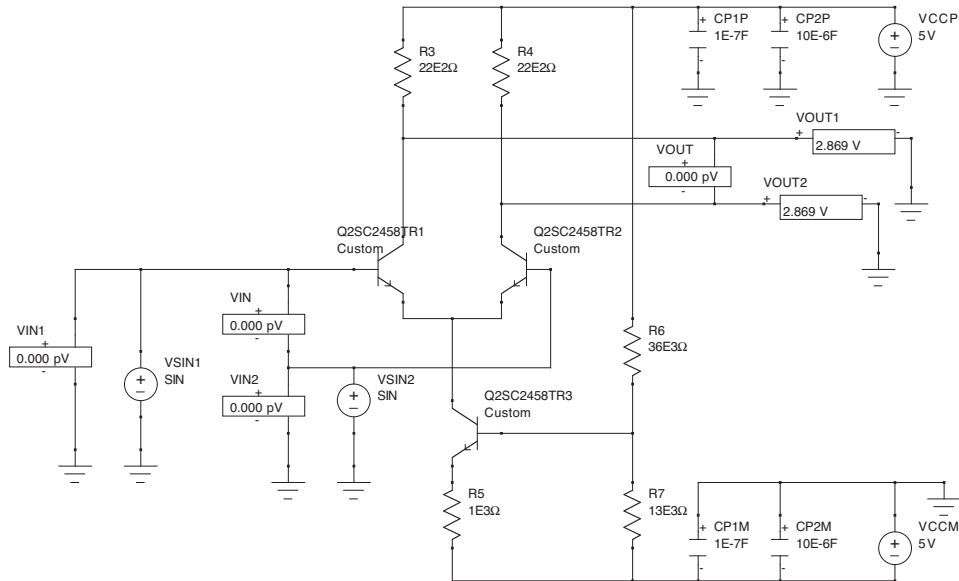 R3
22E2Ω
R4
22E2Ω
+ CP1P
1E-7F
-
+ CP2P
10E-6F
-
VCCP
+
5V
−
VOUT1
+ -
2.869 V
VOUT
+
0.000 pV
-
VOUT2
+ -
2.869 V
Q2SC2458TR1
Custom
Q2SC2458TR2
Custom
VIN1
+
0.000 pV
-
VSIN1
+
SIN
−
VIN
+
0.000 pV
-
VIN2
+
0.000 pV
-
VSIN2
+
SIN
−
R6
36E3Ω
Q2SC2458TR3
Custom
R5
1E3Ω
R7
13E3Ω
+ CP1M
1E-7F
-
+ CP2M
10E-6F
-
VCCM
+
5V
−